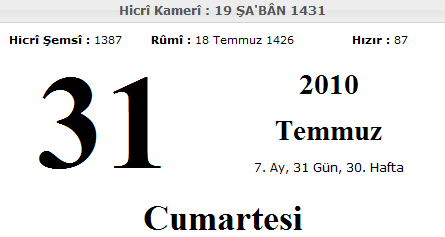 Hicrî Kamerî : 19 ŞA'BÂN 1431
Hicrî Şemsî : 1387 Rûmî : 18 Temmuz 1426 Hızır : 87
31
2010
Temmuz
7. Ay, 31 Gün, 30. Hafta
Cumartesi